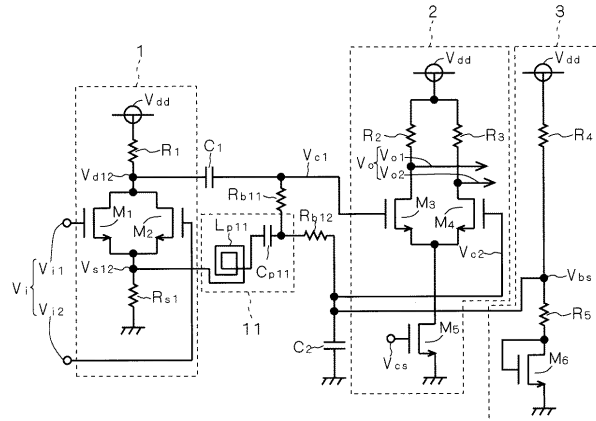 1
2
3
Vdd
Vdd
Vdd
R1
C1
Vc1
R2
R3
R4
Vd12
Vo
Vo1
Vo2
Rb11
Rb12
M1
M2
M3
M4
Lp11
Cp11
Vi
Vi1
Vi2
Vs12
Rs1
11
Vc2
Vbs
R5
C2
M5
Vcs
M6